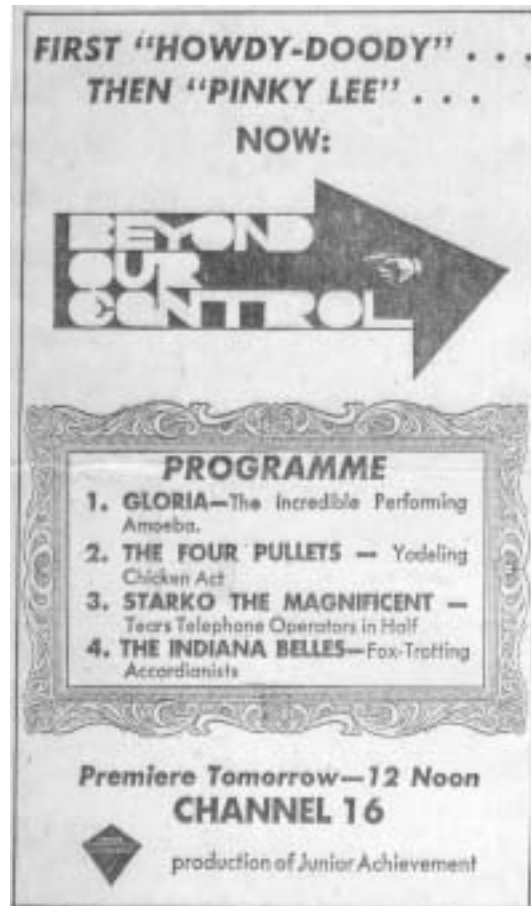 FIRST "HOWDY-DOODY" . . .
THEN "PINKY LEE" . . .
NOW:
BEYOND
OUR
CONTROL
PROGRAMME
1. GLORIA—The Incredible Performing
Amoeba.
2. THE FOUR PULLETS — Yodeling
Chicken Act
3. STARKO THE MAGNIFICENT —
Tears Telephone Operators in Half
4. THE INDIANA BELLES—Fox-Trotting
Accordianists
Premiere Tomorrow—12 Noon
CHANNEL 16
production of Junior Achievement